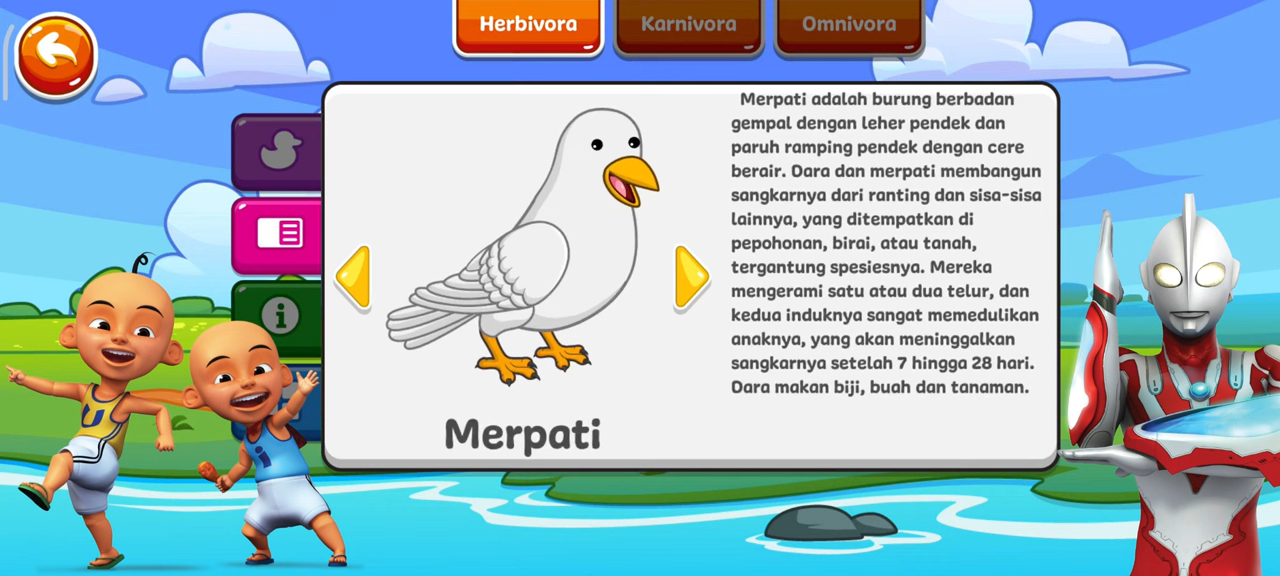 Herbivora
Karnivora
Omnivora
Merpati adalah burung berbadan
gempal dengan leher pendek dan
paruh ramping pendek dengan cere
berair. Dara dan merpati membangun
sangkarnya dari ranting dan sisa-sisa
lainnya, yang ditempatkan di
pepohonan, birai, atau tanah,
tergantung spesiesnya. Mereka
mengerami satu atau dua telur, dan
kedua induknya sangat memedulikan
anaknya, yang akan meninggalkan
sangkarnya setelah 7 hingga 28 hari.
Dara makan biji, buah dan tanaman.
Merpati
U
i